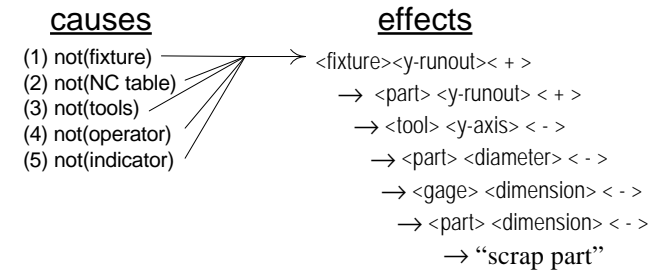 causes effects
(1) not(fixture) <fixture><y-runout>< + >
(2) not(NC table) → <part> <y-runout> < + >
(3) not(tools) → <tool> <y-axis> < - >
(4) not(operator) → <part> <diameter> < - >
(5) not(indicator) → <gage> <dimension> < - >
→ <part> <dimension> < - >
→ “scrap part”